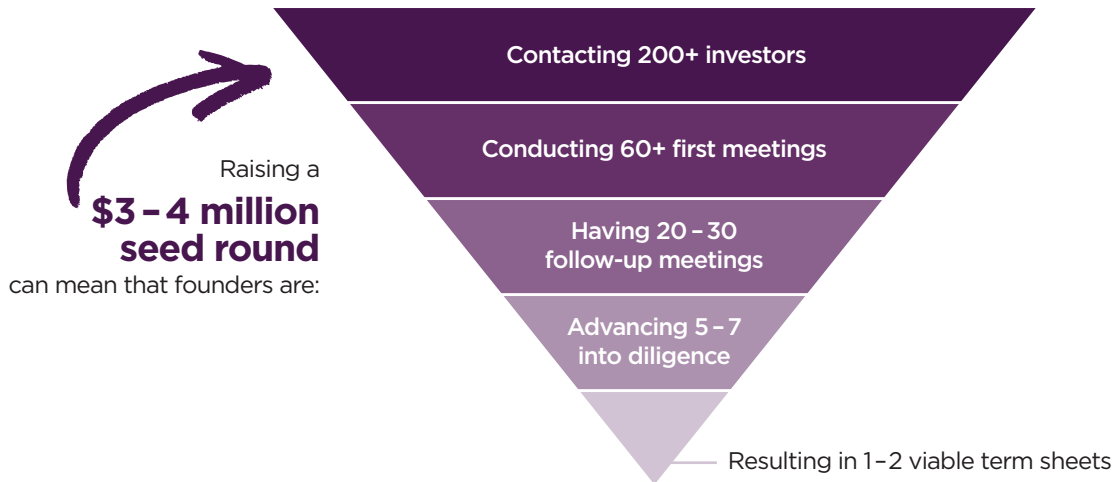 Raising a
$3 – 4 million
seed round
can mean that founders are:
Contacting 200+ investors
Conducting 60+ first meetings
Having 20 – 30
follow-up meetings
Advancing 5 – 7
into diligence
Resulting in 1 – 2 viable term sheets